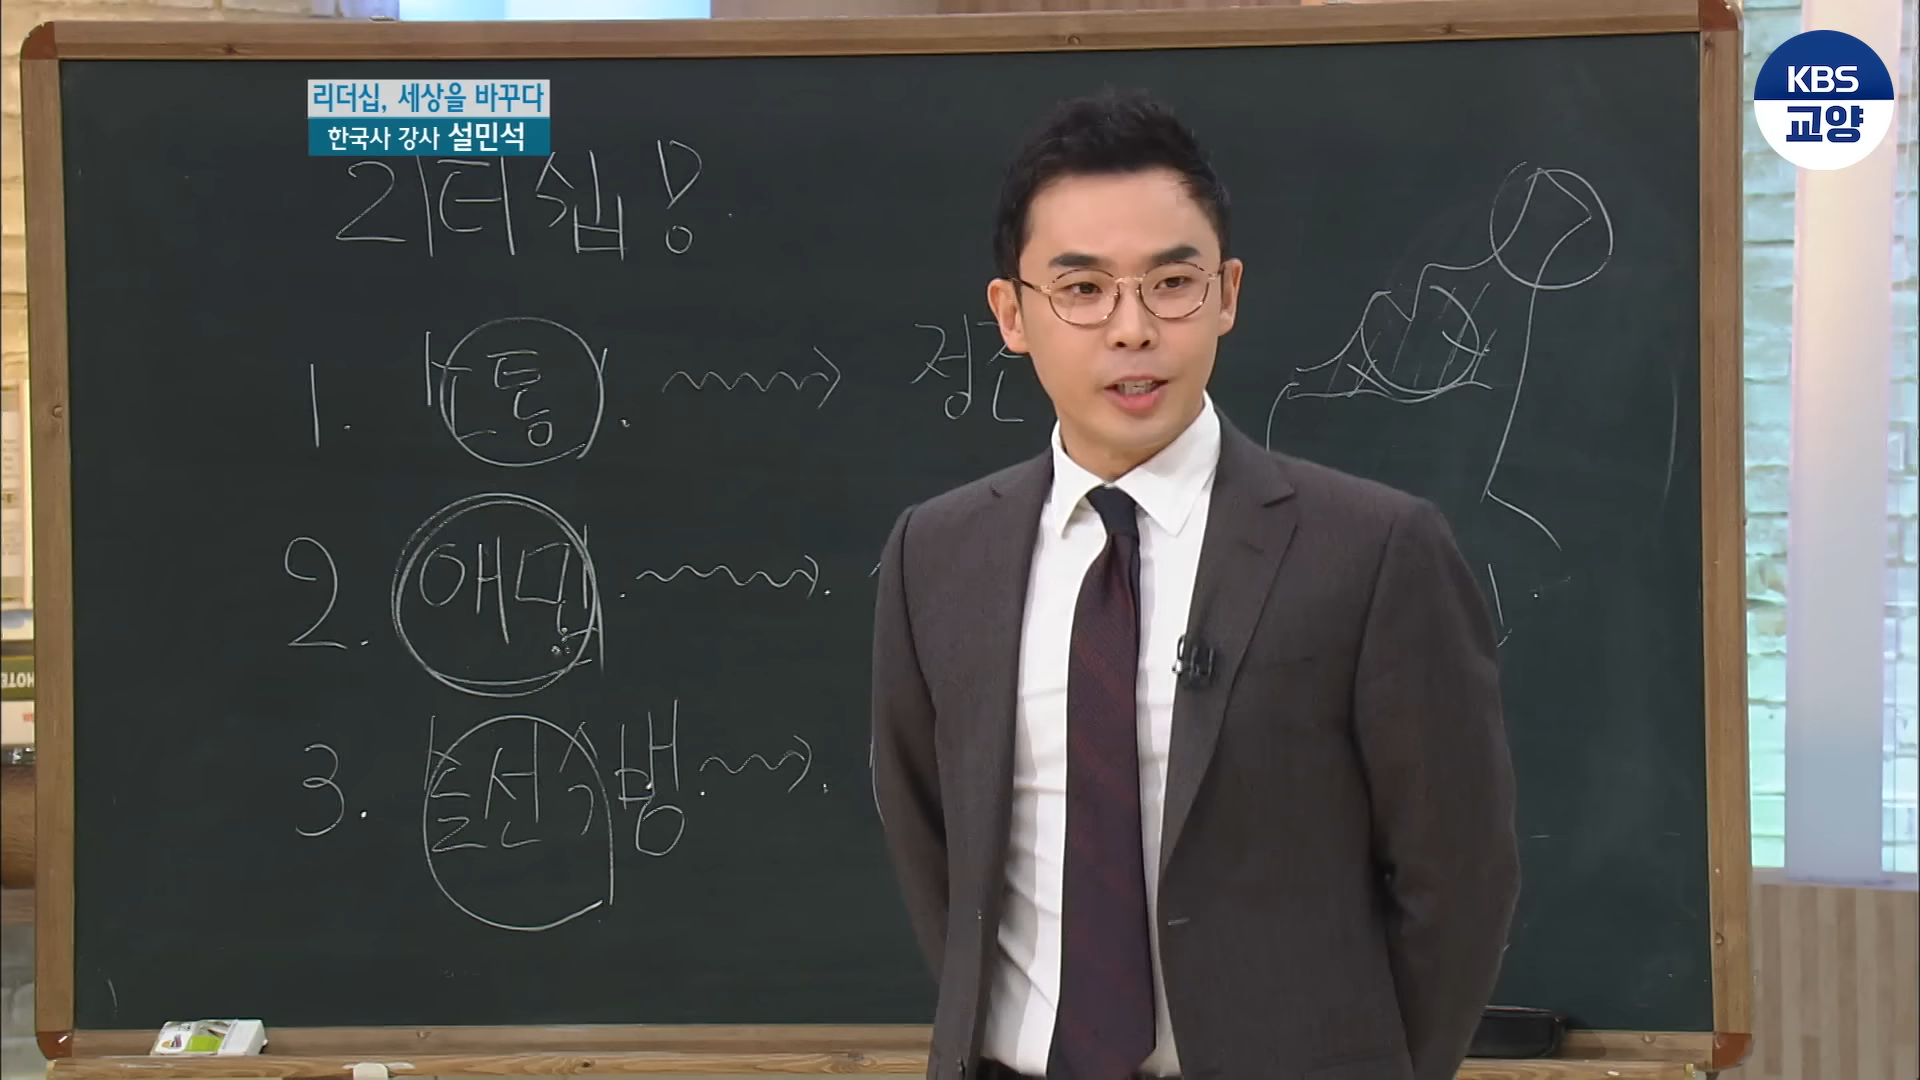 리더십, 세상을 바꾸다
한국사 강사 설민석
KBS
교양
리더십!
1. 소통. 정조
2. 애민.
3. 솔선수범.